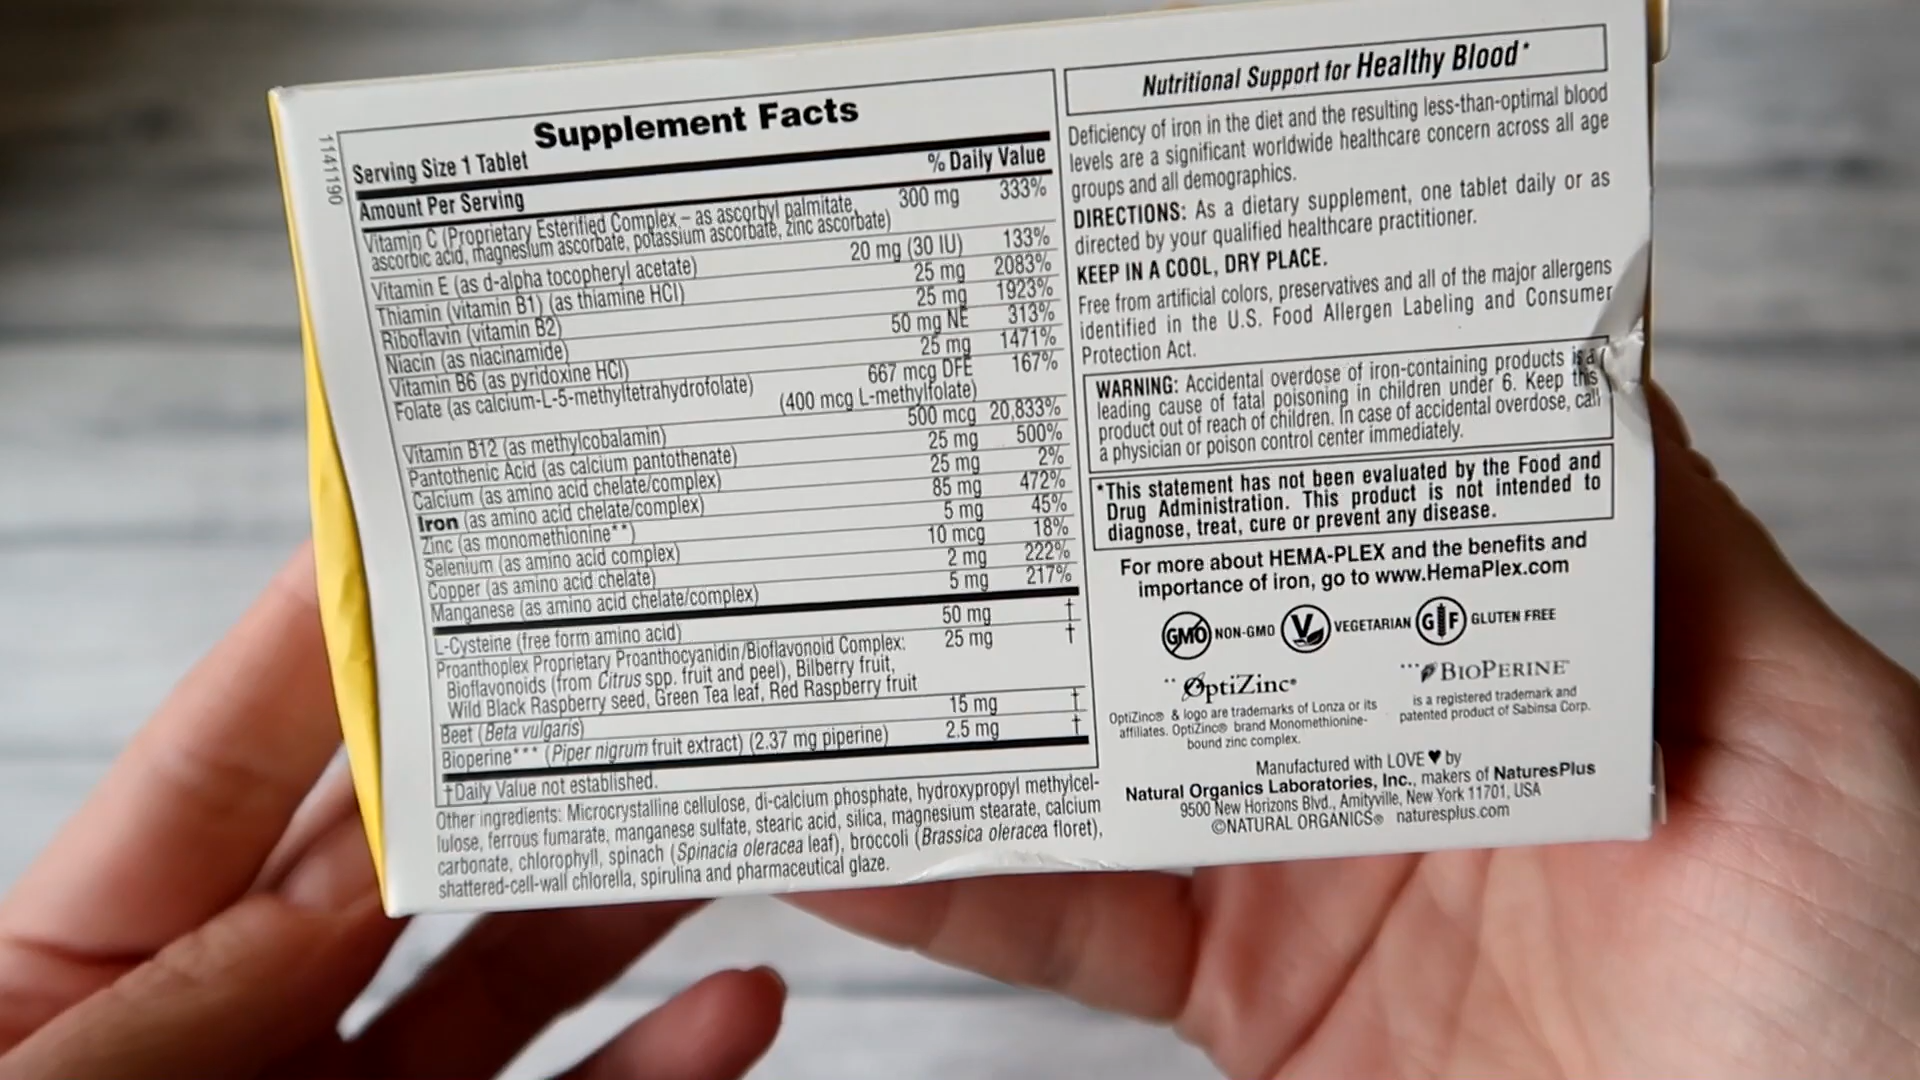 1141190
Supplement Facts
Serving Size 1 Tablet
Amount Per Serving % Daily Value
Vitamin C (Proprietary Esterified Complex – as ascorbyl palmitate, 300 mg 333%
ascorbic acid, magnesium ascorbate, potassium ascorbate, zinc ascorbate)
Vitamin E (as d-alpha tocopheryl acetate) 20 mg (30 IU) 133%
Thiamin (vitamin B1) (as thiamine HCl) 25 mg 2083%
Riboflavin (vitamin B2) 25 mg 1923%
Niacin (as niacinamide) 50 mg NE 313%
Vitamin B6 (as pyridoxine HCl) 25 mg 1471%
Folate (as calcium-L-5-methyltetrahydrofolate) 667 mcg DFE 167%
(400 mcg L-methylfolate)
Vitamin B12 (as methylcobalamin) 500 mcg 20,833%
Pantothenic Acid (as calcium pantothenate) 25 mg 500%
Calcium (as amino acid chelate/complex) 25 mg 2%
Iron (as amino acid chelate/complex) 85 mg 472%
Zinc (as monomethionine**) 5 mg 45%
Selenium (as amino acid complex) 10 mcg 18%
Copper (as amino acid chelate) 2 mg 222%
Manganese (as amino acid chelate/complex) 5 mg 217%
L-Cysteine (free form amino acid) 50 mg †
Proanthoplex Proprietary Proanthocyanidin/Bioflavonoid Complex: 25 mg †
Bioflavonoids (from Citrus spp. fruit and peel), Bilberry fruit,
Wild Black Raspberry seed, Green Tea leaf, Red Raspberry fruit
Beet (Beta vulgaris) 15 mg †
Bioperine*** (Piper nigrum fruit extract) (2.37 mg piperine) 2.5 mg †
†Daily Value not established.
Other ingredients: Microcrystalline cellulose, di-calcium phosphate, hydroxypropyl methylcel-
lulose, ferrous fumarate, manganese sulfate, stearic acid, silica, magnesium stearate, calcium
carbonate, chlorophyll, spinach (Spinacia oleracea leaf), broccoli (Brassica oleracea floret),
shattered-cell-wall chlorella, spirulina and pharmaceutical glaze.
Nutritional Support for Healthy Blood*
Deficiency of iron in the diet and the resulting less-than-optimal blood
levels are a significant worldwide healthcare concern across all age
groups and all demographics.
DIRECTIONS: As a dietary supplement, one tablet daily or as
directed by your qualified healthcare practitioner.
KEEP IN A COOL, DRY PLACE.
Free from artificial colors, preservatives and all of the major allergens
identified in the U.S. Food Allergen Labeling and Consumer
Protection Act.
WARNING: Accidental overdose of iron-containing products is a
leading cause of fatal poisoning in children under 6. Keep this
product out of reach of children. In case of accidental overdose, call
a physician or poison control center immediately.
*This statement has not been evaluated by the Food and
Drug Administration. This product is not intended to
diagnose, treat, cure or prevent any disease.
For more about HEMA-PLEX and the benefits and
importance of iron, go to www.HemaPlex.com
GMO NON-GMO V VEGETARIAN GF GLUTEN FREE
**OptiZinc®
OptiZinc® & logo are trademarks of Lonza or its
affiliates. OptiZinc® brand Monomethionine-
bound zinc complex.
***BIOPERINE
is a registered trademark and
patented product of Sabinsa Corp.
Manufactured with LOVE ♥ by
Natural Organics Laboratories, Inc., makers of NaturesPlus
9500 New Horizons Blvd., Amityville, New York 11701, USA
©NATURAL ORGANICS® naturesplus.com